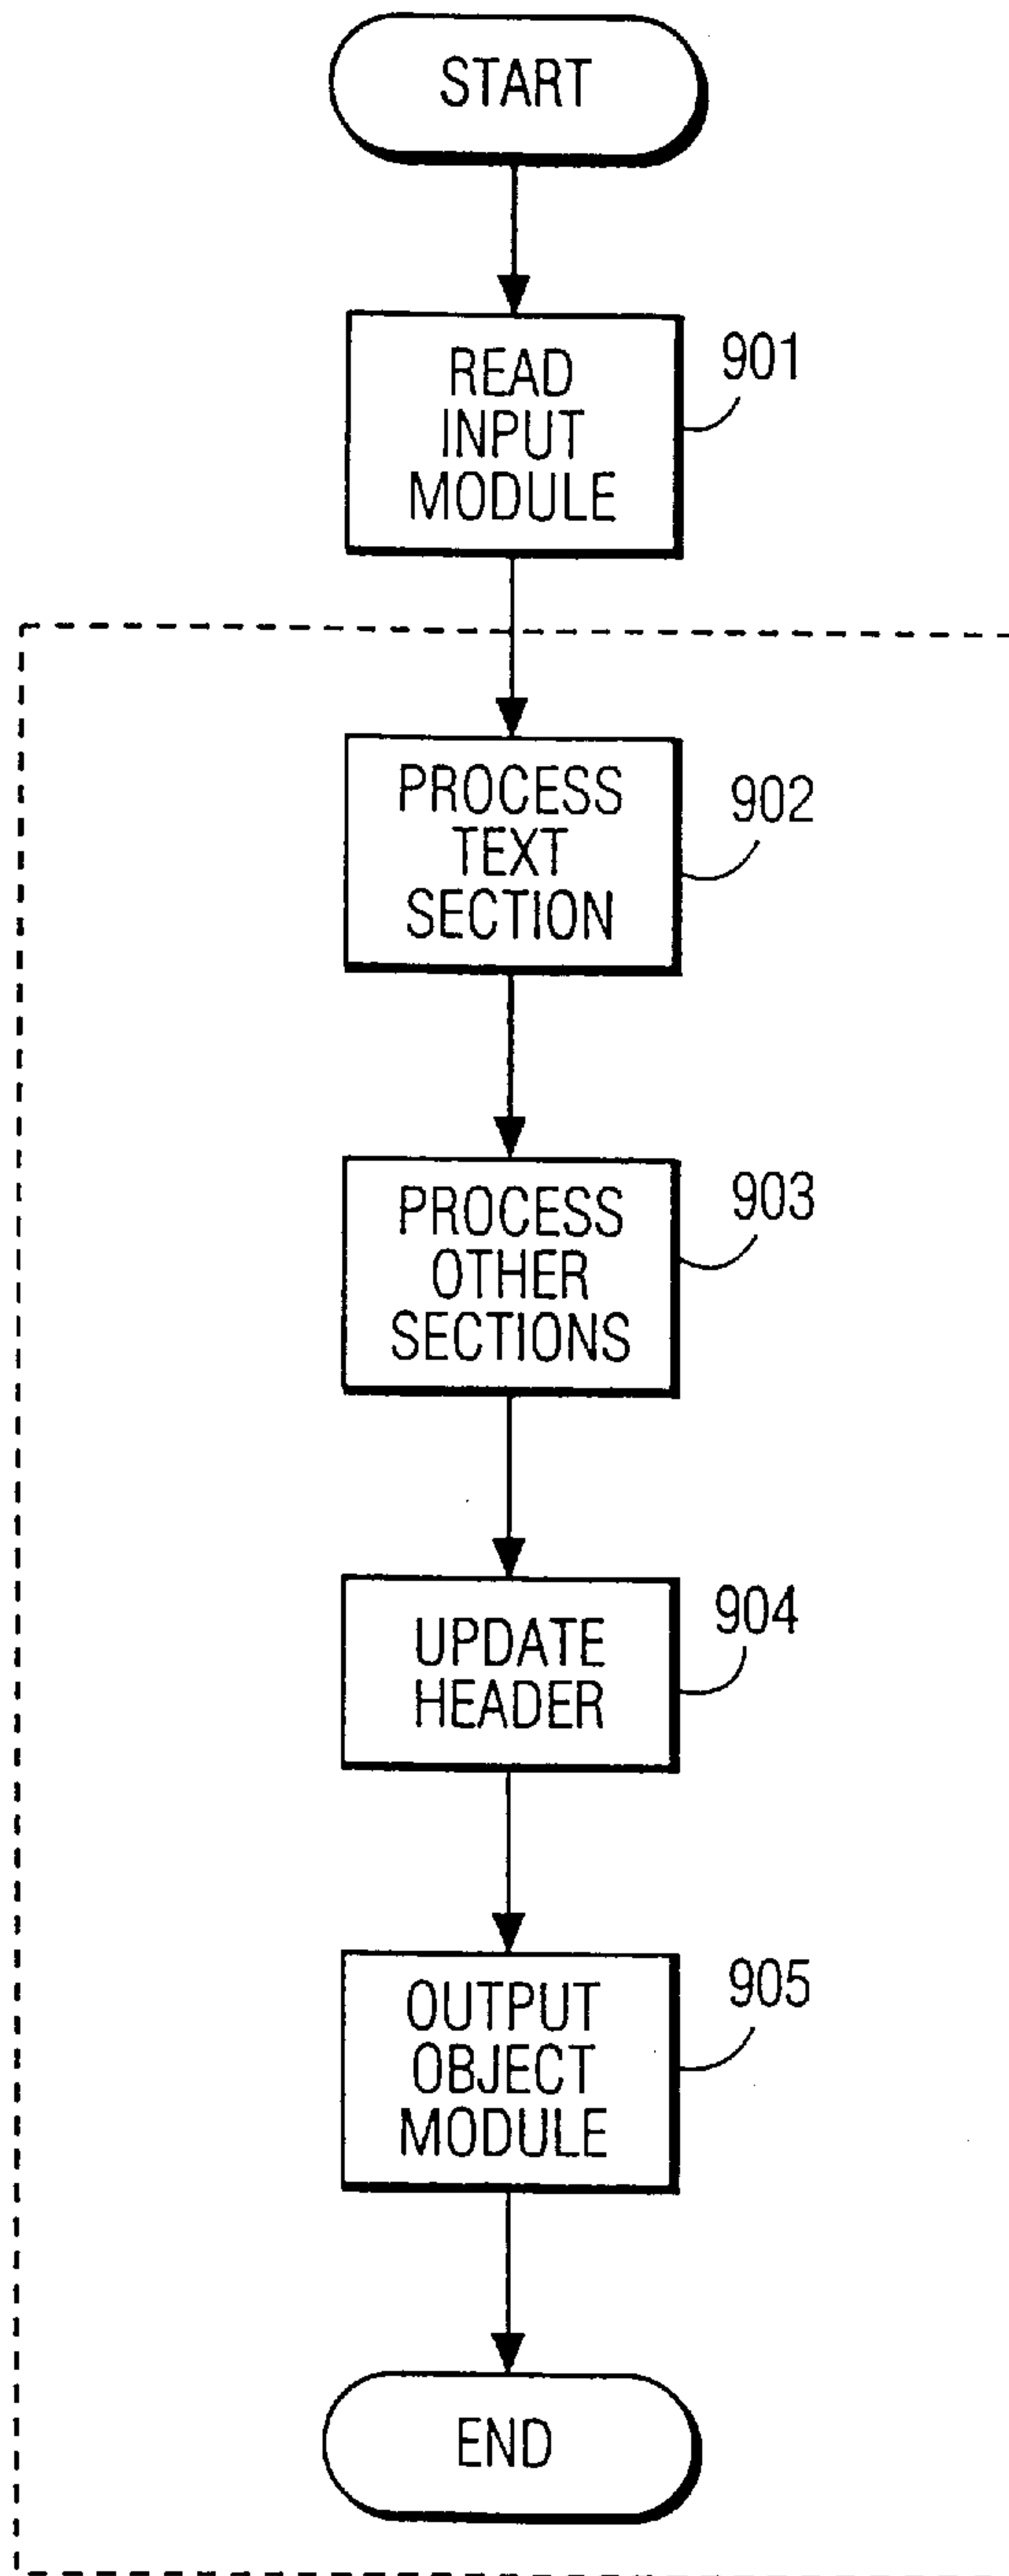 START
READ
INPUT
MODULE
901
PROCESS
TEXT
SECTION
902
PROCESS
OTHER
SECTIONS
903
UPDATE
HEADER
904
OUTPUT
OBJECT
MODULE
905
END